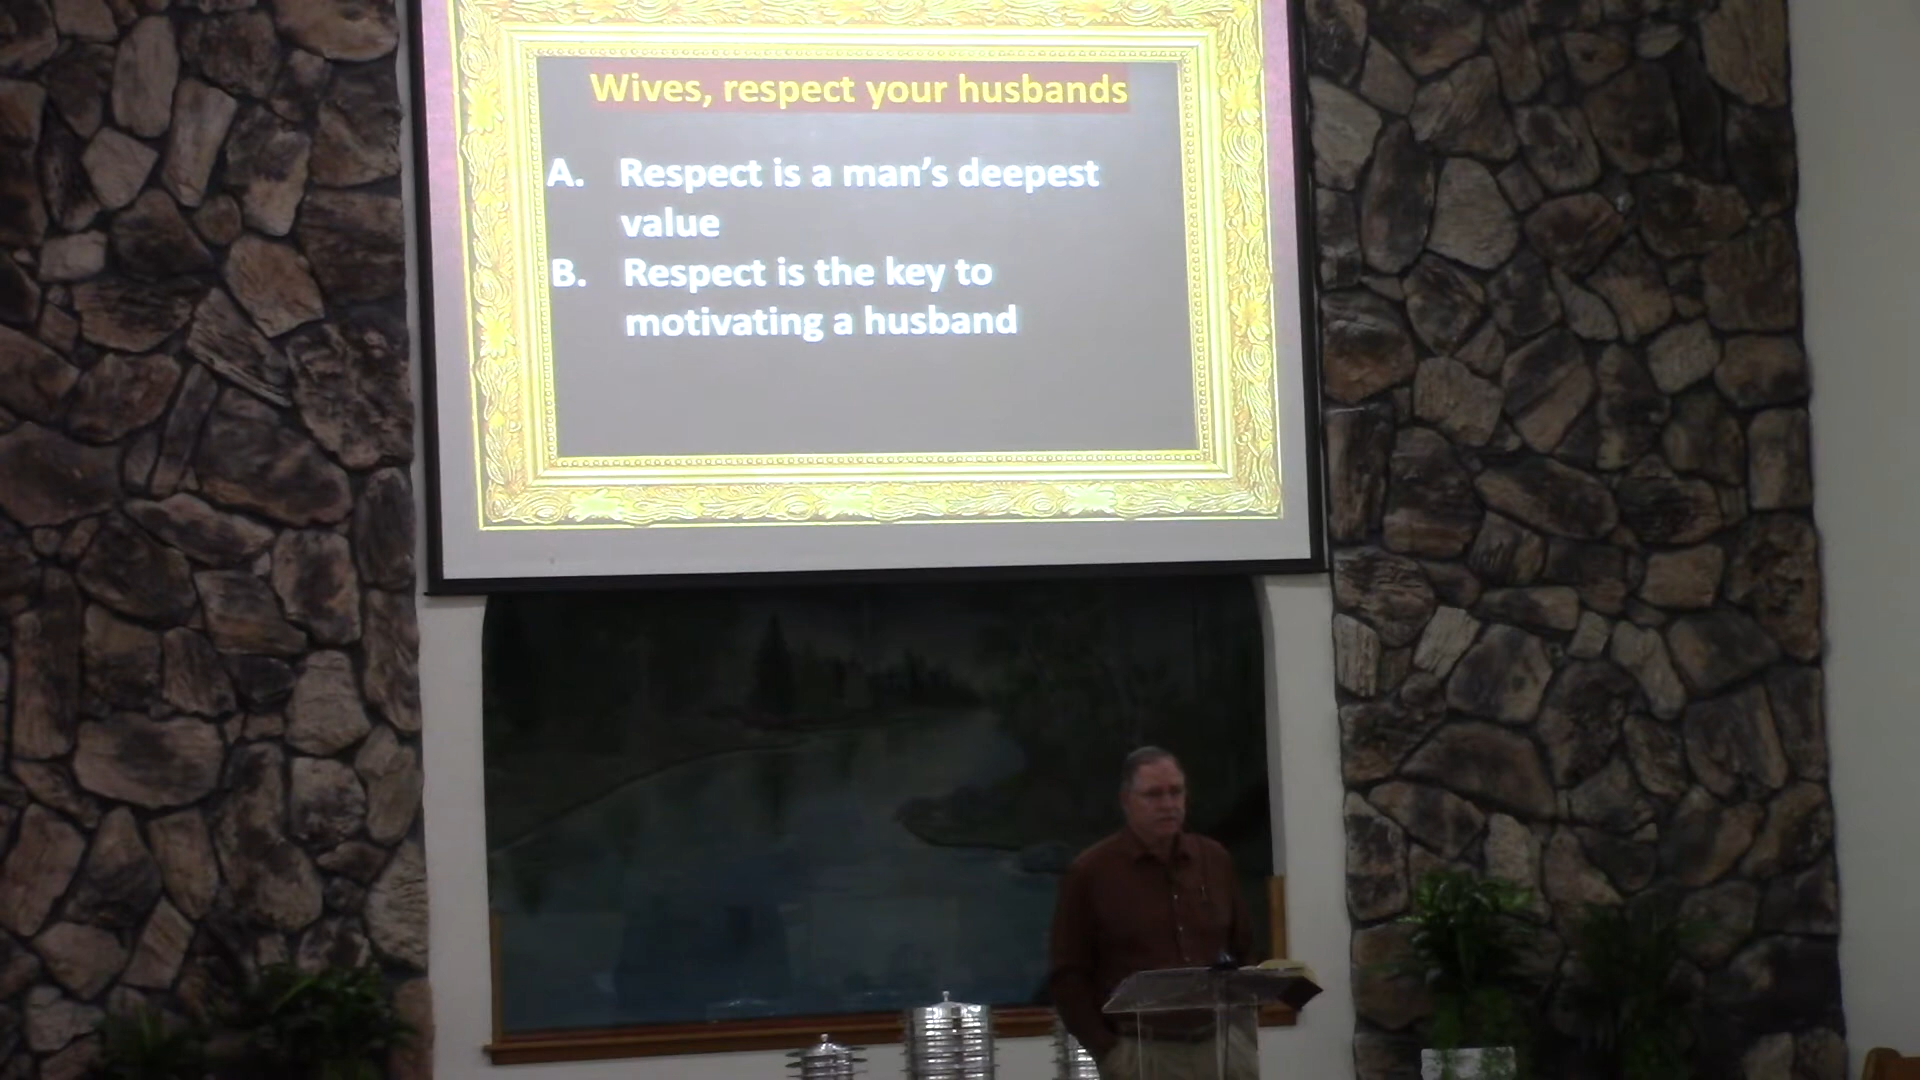 Wives, respect your husbands
A. Respect is a man’s deepest
value
B. Respect is the key to
motivating a husband